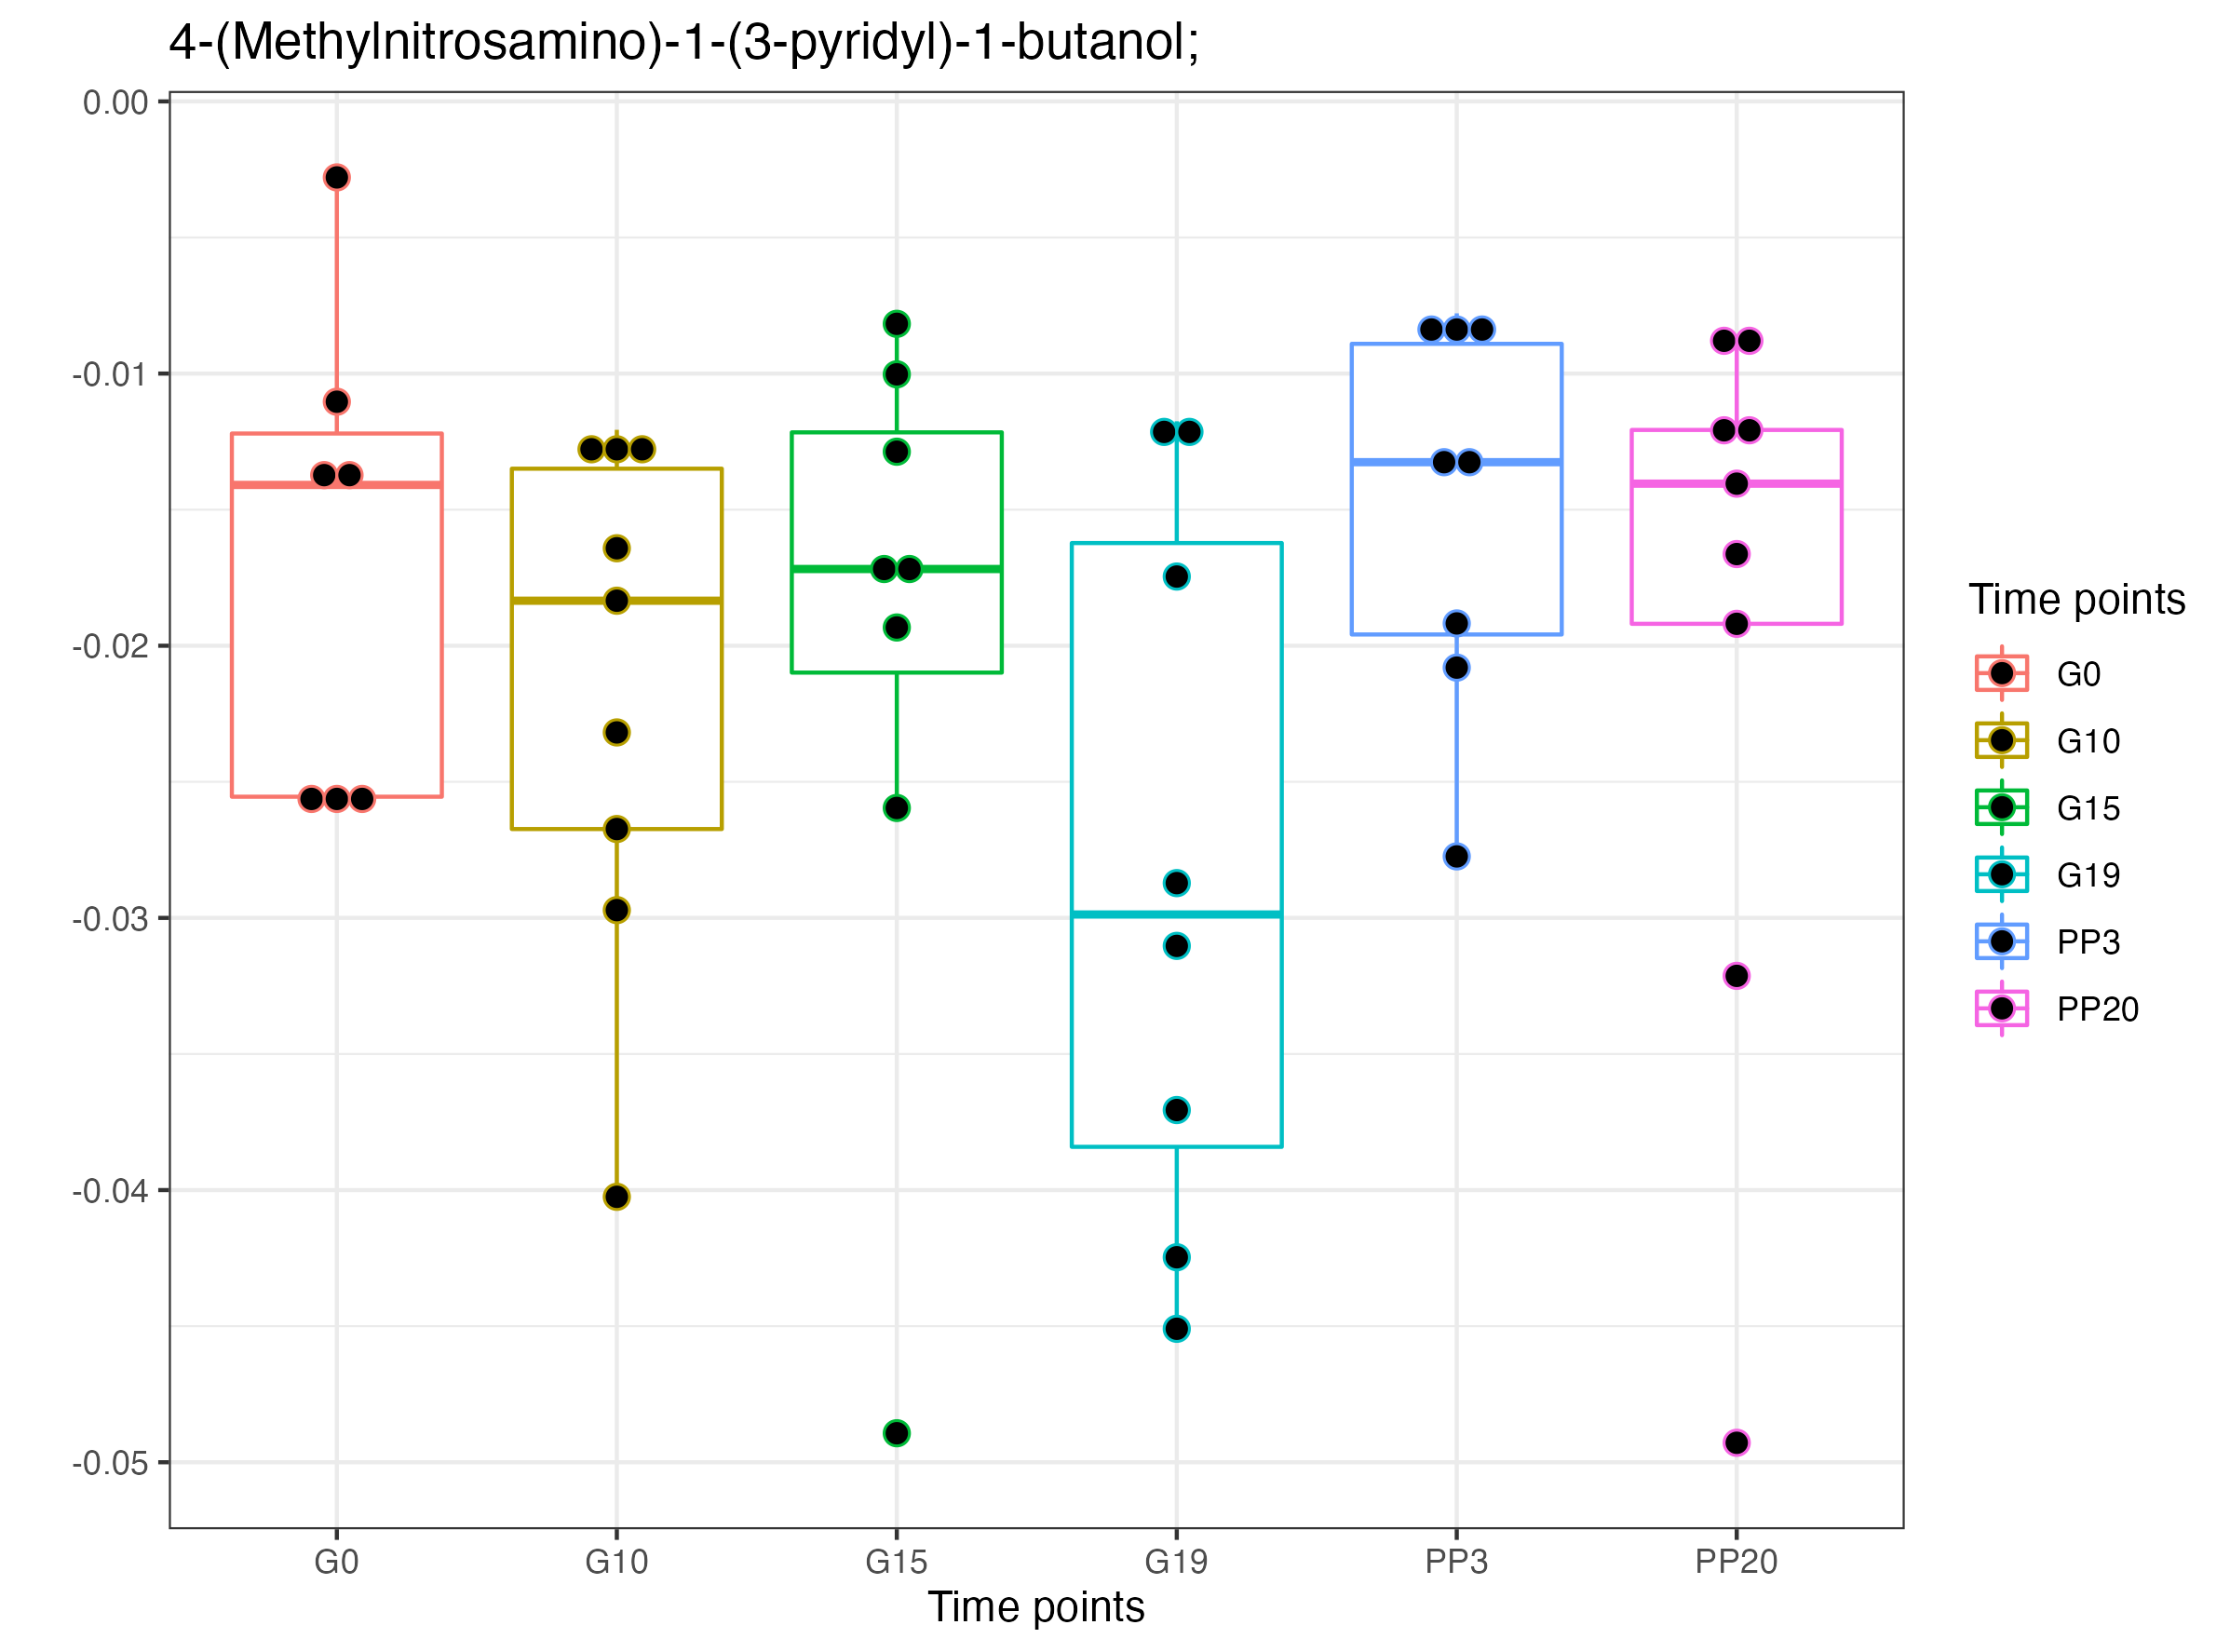 4-(Methylnitrosamino)-1-(3-pyridyl)-1-butanol;
0.00
-0.01
-0.02
-0.03
-0.04
-0.05
G0 G10 G15 G19 PP3 PP20
Time points
Time points
G0
G10
G15
G19
PP3
PP20